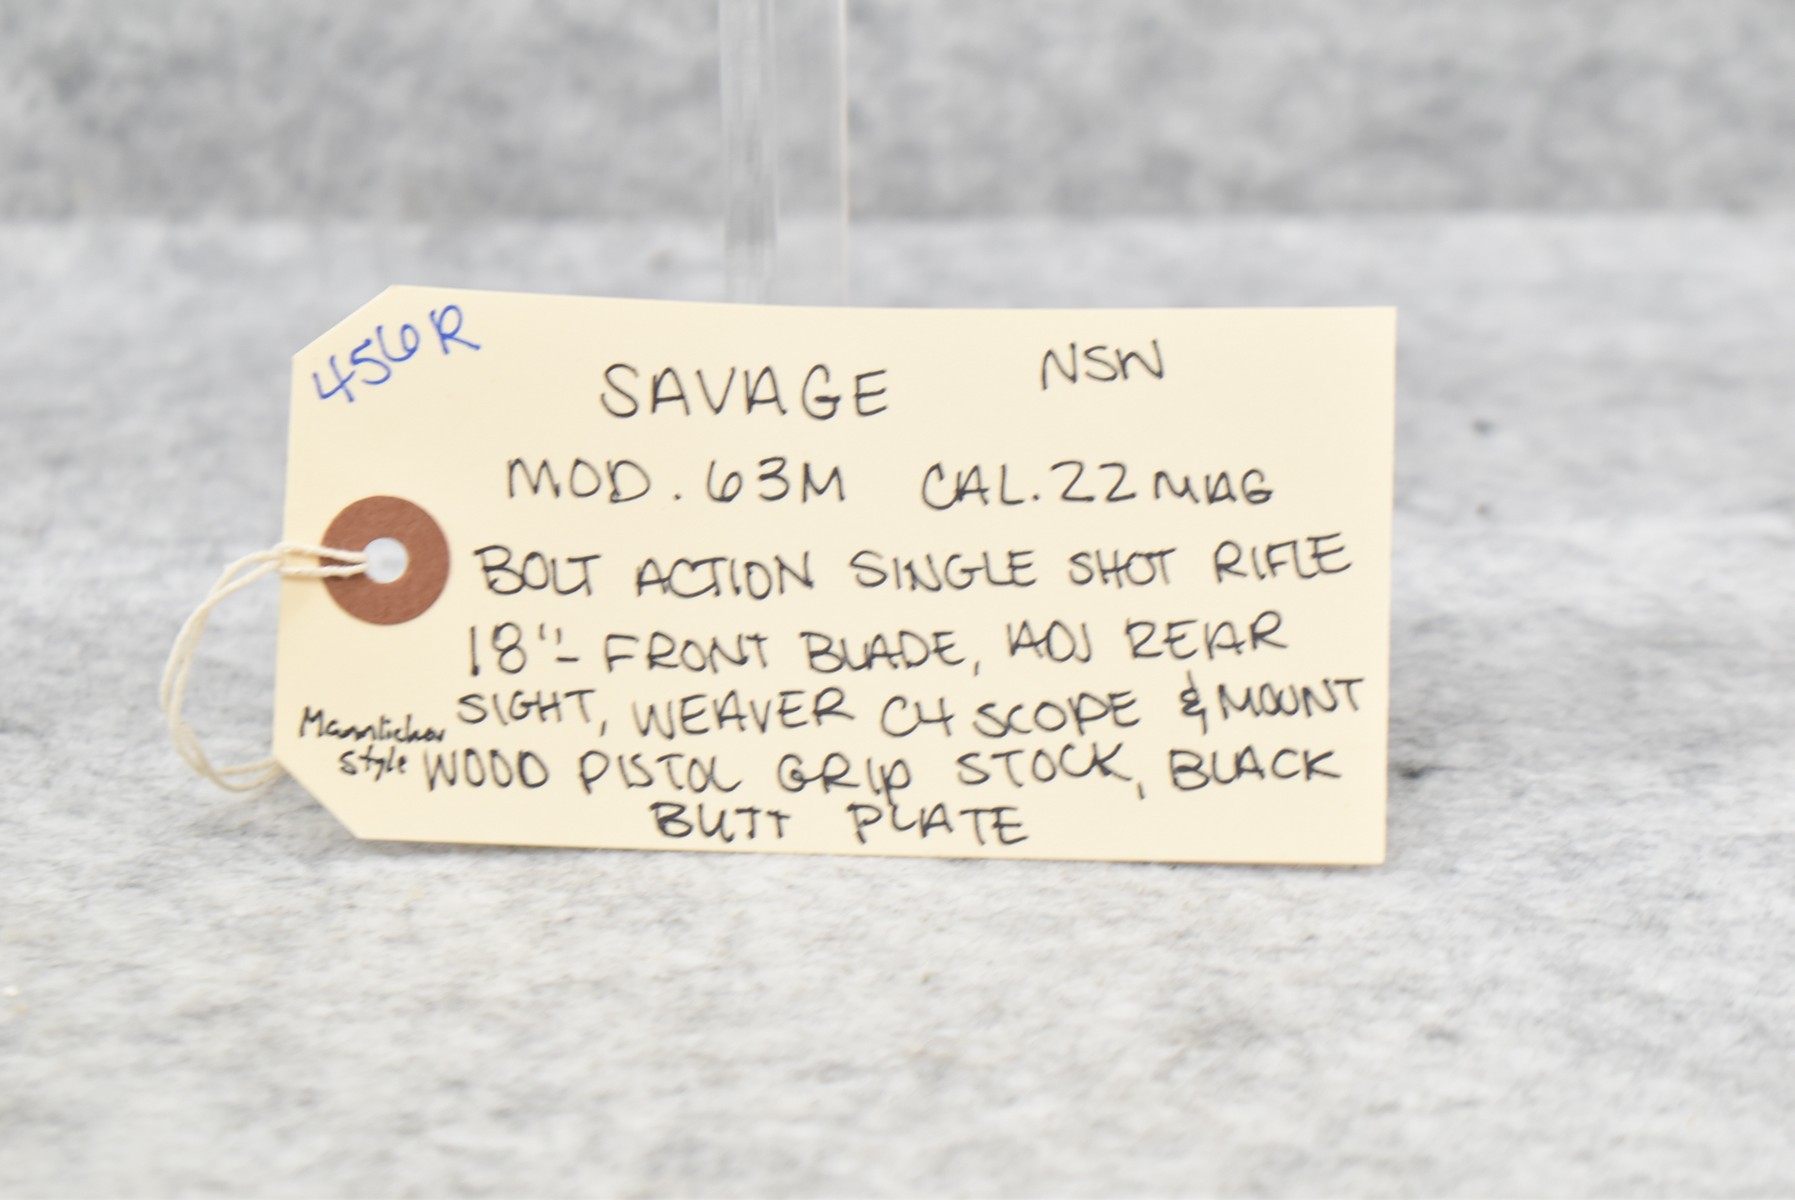 456R
SAVAGE NSN
MOD. 63M CAL. 22 MAG
BOLT ACTION SINGLE SHOT RIFLE
18"- FRONT BLADE, ADJ REAR
SIGHT, WEAVER C4 SCOPE & MOUNT
Mannlicher
Style WOOD PISTOL GRIP STOCK, BLACK
BUTT PLATE